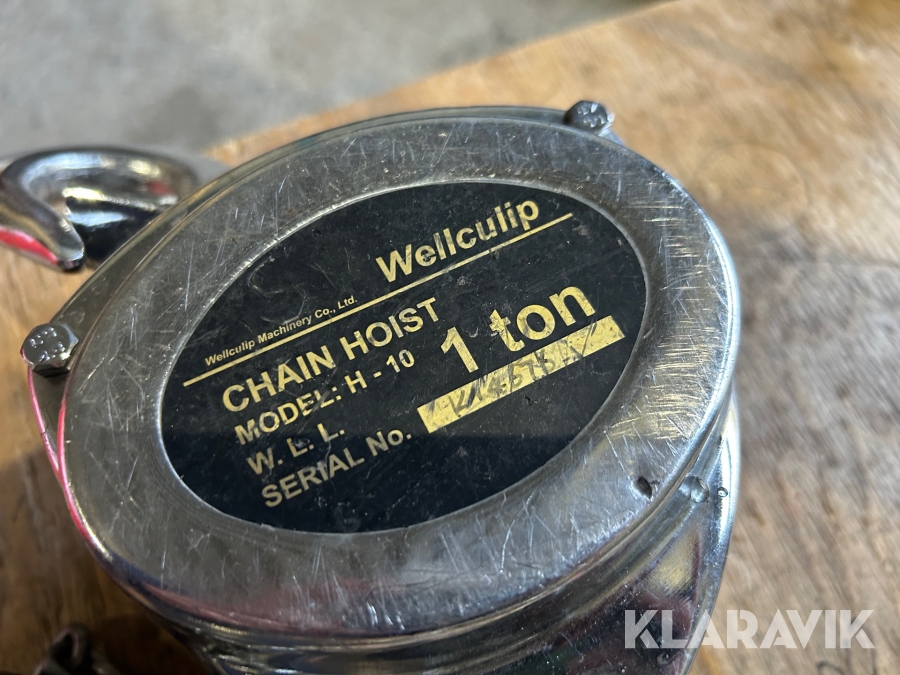 Wellculip
Wellculip Machinery Co., Ltd.
CHAIN HOIST
MODEL: H - 10
W. L. L. 1 ton
SERIAL No.
KLARAVIK